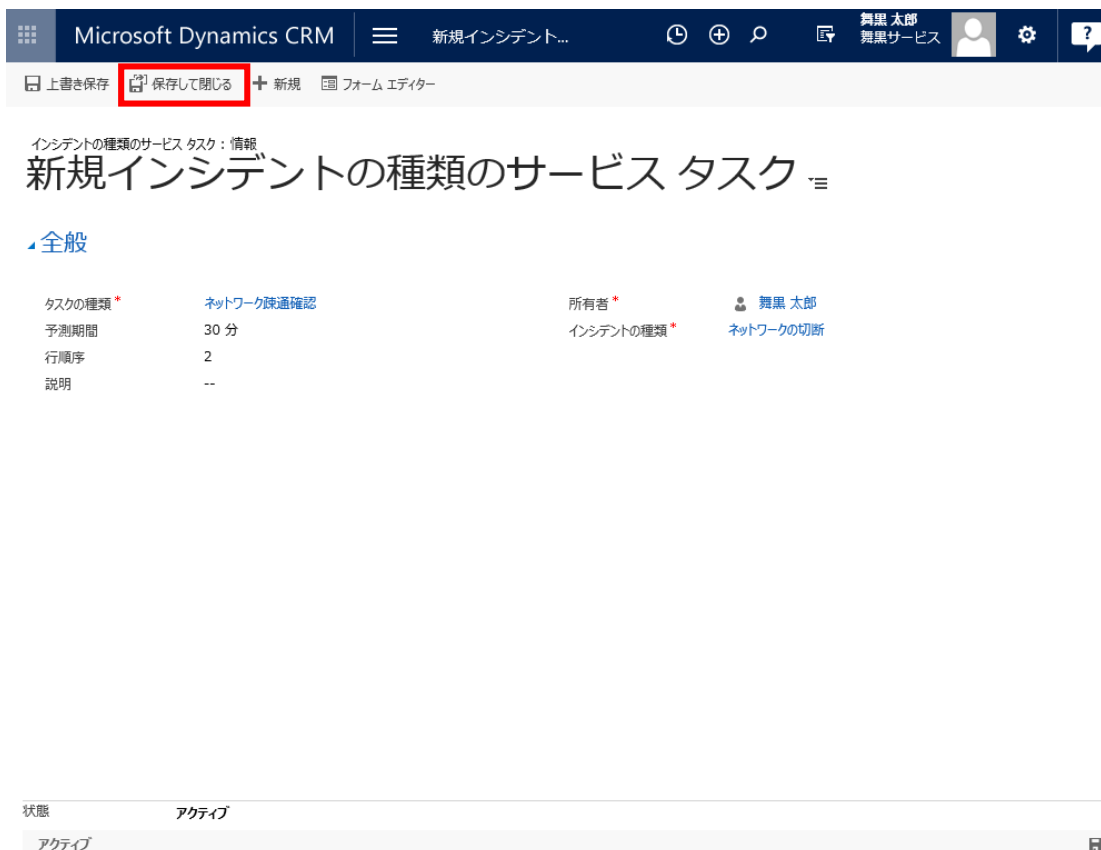 Microsoft Dynamics CRM 新規インシデント... 舞黒 太郎
舞黒サービス ?
上書き保存 保存して閉じる 新規 フォーム エディター
インシデントの種類のサービス タスク : 情報
新規インシデントの種類のサービス タスク
全般
タスクの種類* ネットワーク疎通確認 所有者* 舞黒 太郎
予測期間 30 分 インシデントの種類* ネットワークの切断
行順序 2
説明 --
状態 アクティブ
アクティブ